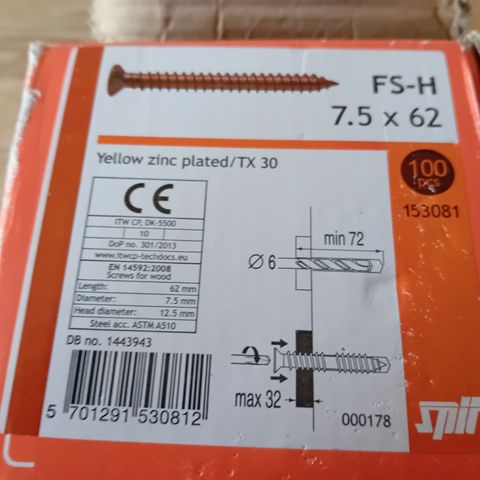 FS-H
7.5 x 62
Yellow zinc plated/TX 30
100
pcs
153081
CE
ITW CP, DK-5500
10
DoP no. 301/2013
www.itwcp-techdocs.eu
EN 14592:2008
Screws for wood
Length: 62 mm
Diameter: 7.5 mm
Head diameter: 12.5 mm
Steel acc. ASTM A510
DB no. 1443943
5 701291 530812
min 72
Ø 6
max 32
000178